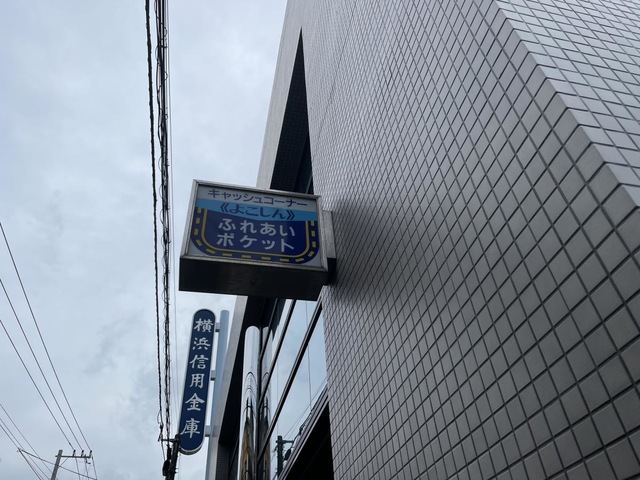 キャッシュコーナー
《よこしん》
ふれあい
ポケット
横浜信用金庫